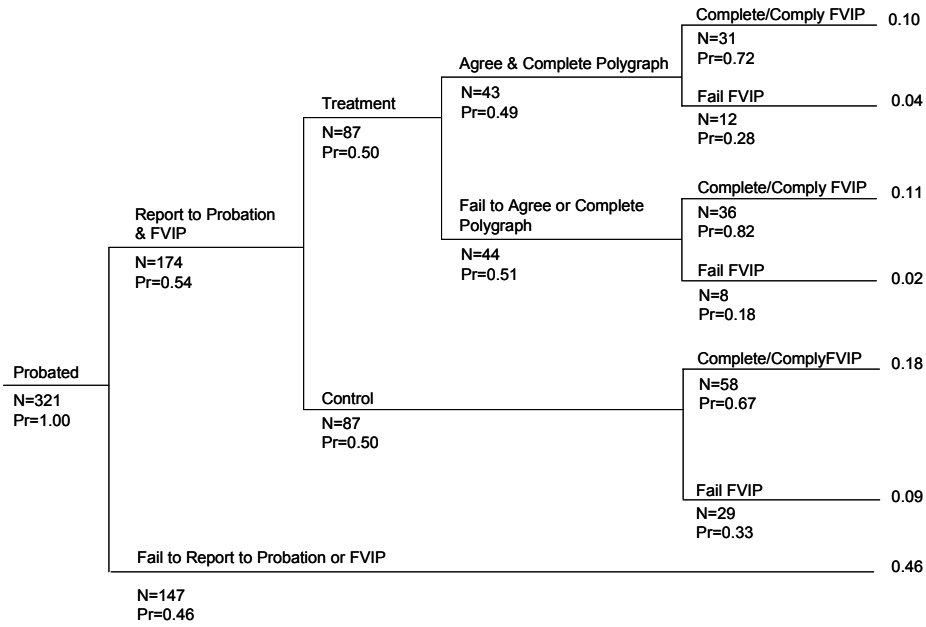 Complete/Comply FVIP
0.10
N=31
Pr=0.72
Agree & Complete Polygraph
N=43
Pr=0.49
Fail FVIP
0.04
N=12
Pr=0.28
Treatment
N=87
Pr=0.50
Complete/Comply FVIP
0.11
N=36
Pr=0.82
Fail to Agree or Complete
Polygraph
N=44
Pr=0.51
Fail FVIP
0.02
N=8
Pr=0.18
Report to Probation
& FVIP
N=174
Pr=0.54
Complete/ComplyFVIP
0.18
N=58
Pr=0.67
Probated
N=321
Pr=1.00
Control
N=87
Pr=0.50
Fail FVIP
0.09
N=29
Pr=0.33
Fail to Report to Probation or FVIP
0.46
N=147
Pr=0.46